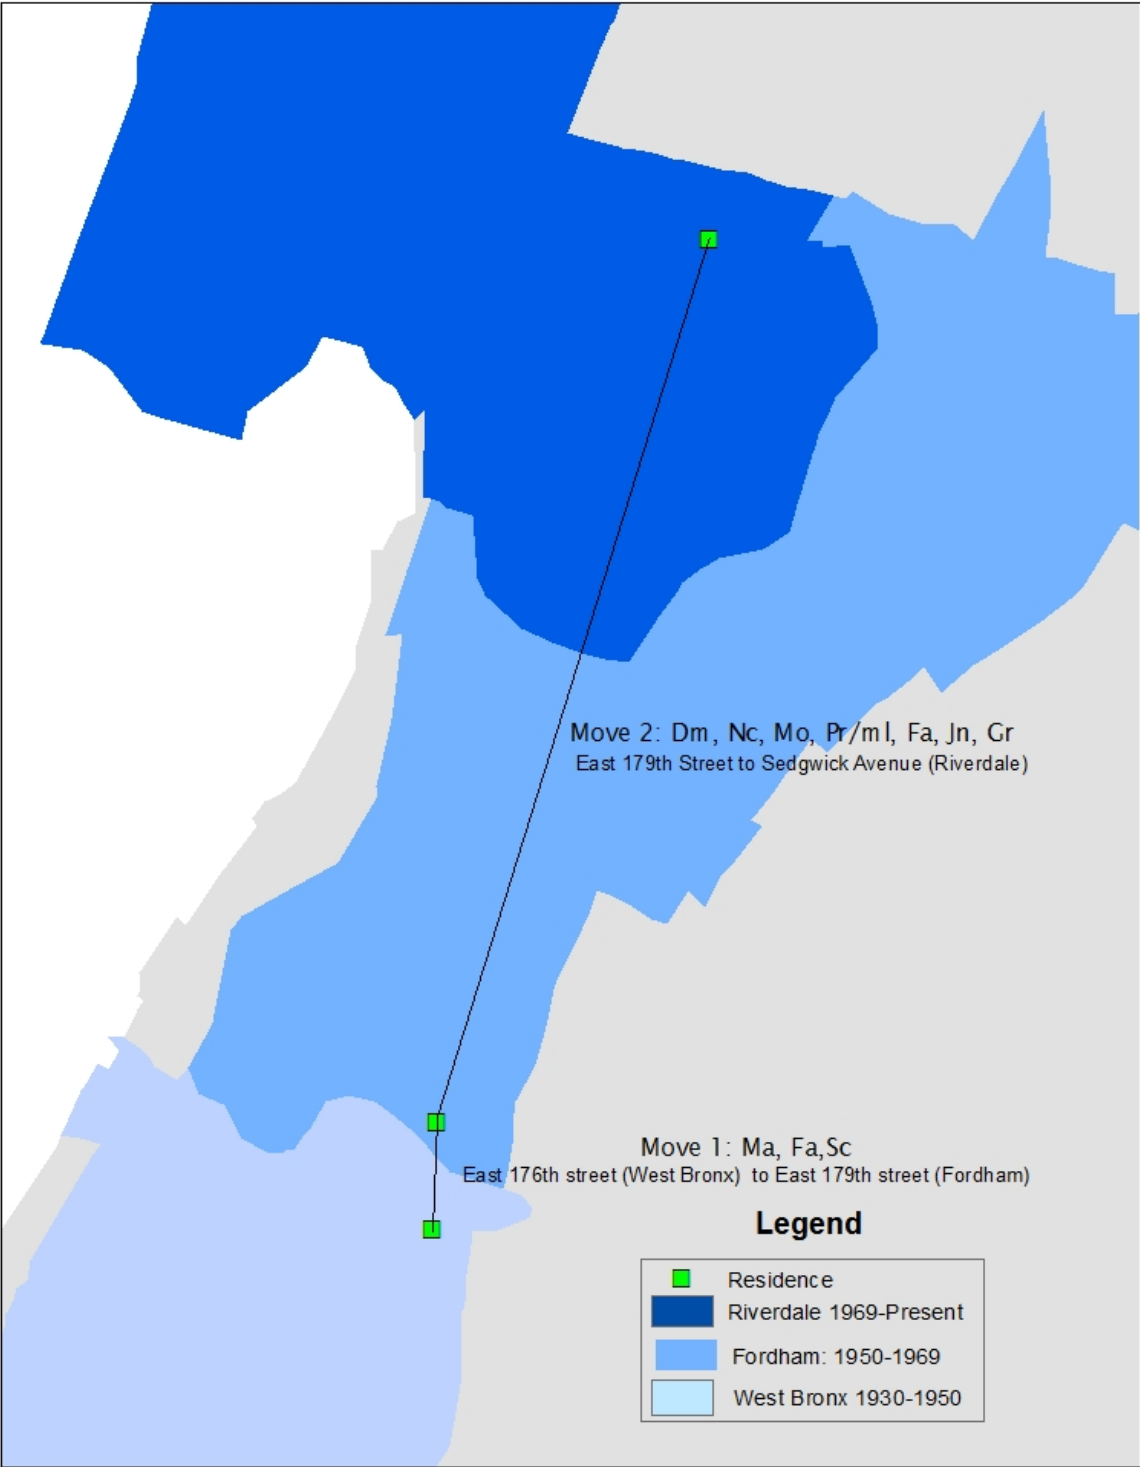 Move 2: Dm, Nc, Mo, Pr/ml, Fa, Jn, Gr
East 179th Street to Sedgwick Avenue (Riverdale)
Move 1: Ma, Fa,Sc
East 176th street (West Bronx) to East 179th street (Fordham)
Legend
Residence
Riverdale 1969-Present
Fordham: 1950-1969
West Bronx 1930-1950